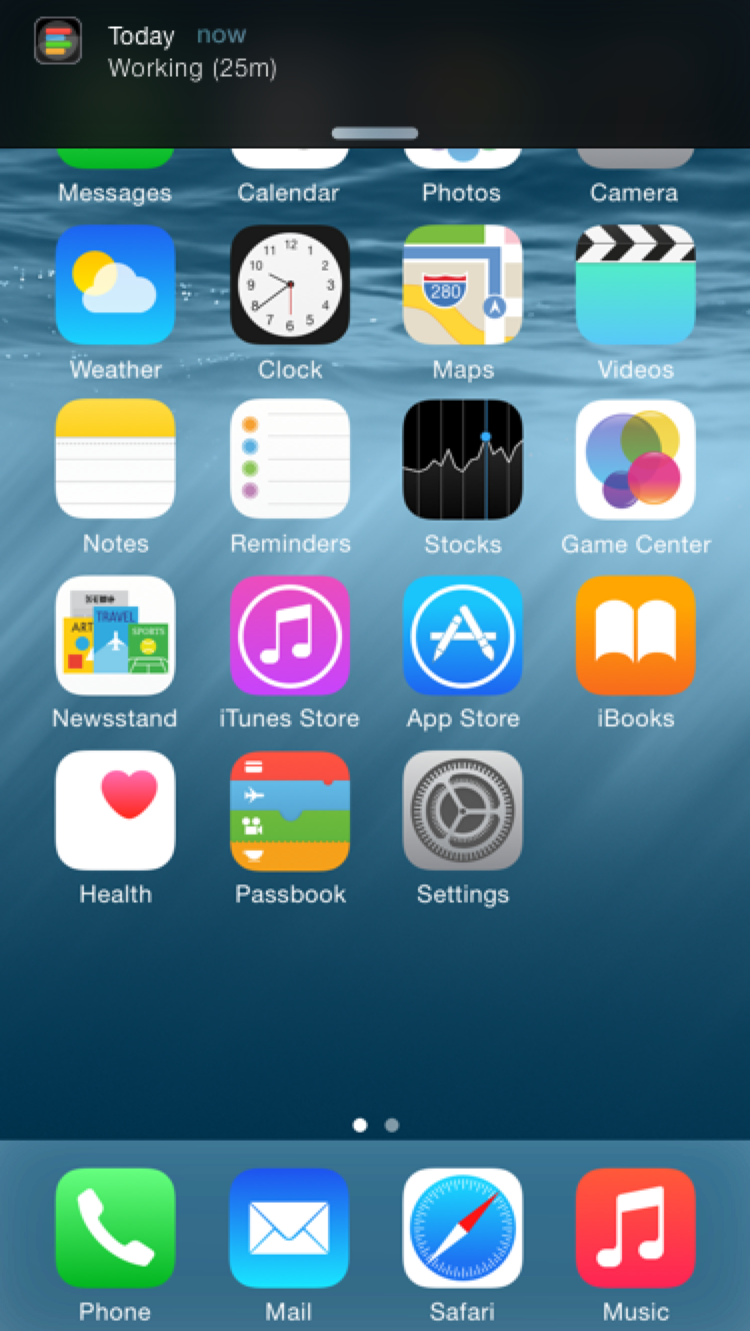 Today now
Working (25m)
Messages Calendar Photos Camera
12
11 1
10 2
9 3
8 4
7 5
6
280
Weather Clock Maps Videos
Notes Reminders Stocks Game Center
NEWS
TRAVEL
ART
SPORTS
Newsstand iTunes Store App Store iBooks
Health Passbook Settings
Phone Mail Safari Music